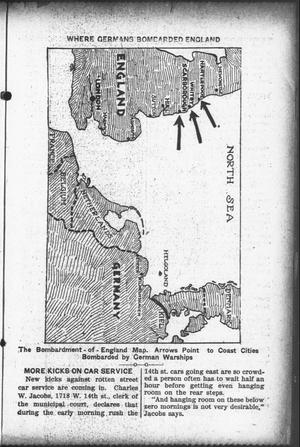 WHERE GERMANS BOMBARDED ENGLAND
ENGLAND
LONDON
HULL
SCARBOROUGH
WHITBY
HARTLEPOOL
NORTH SEA
FRANCE
BELGIUM
NETHERLANDS
GERMANY
HELGOLAND
KIEL
The Bombardment-of-England Map. Arrows Point to Coast Cities
Bombarded by German Warships
MORE KICKS ON CAR SERVICE
New kicks against rotten street
car service are coming in. Charles
W. Jacobs, 1718 W. 14th st., clerk of
the municipal court, declares that
during the early morning rush the
14th st. cars going east are so crowd-
ed a person often has to wait half an
hour before getting even hanging
room on the rear steps.
"And hanging room on these below
zero mornings is not very desirable,"
Jacobs says.